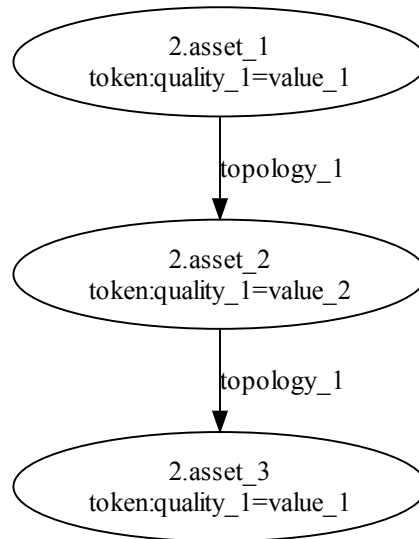 2.asset_1
token:quality_1=value_1
topology_1
2.asset_2
token:quality_1=value_2
topology_1
2.asset_3
token:quality_1=value_1